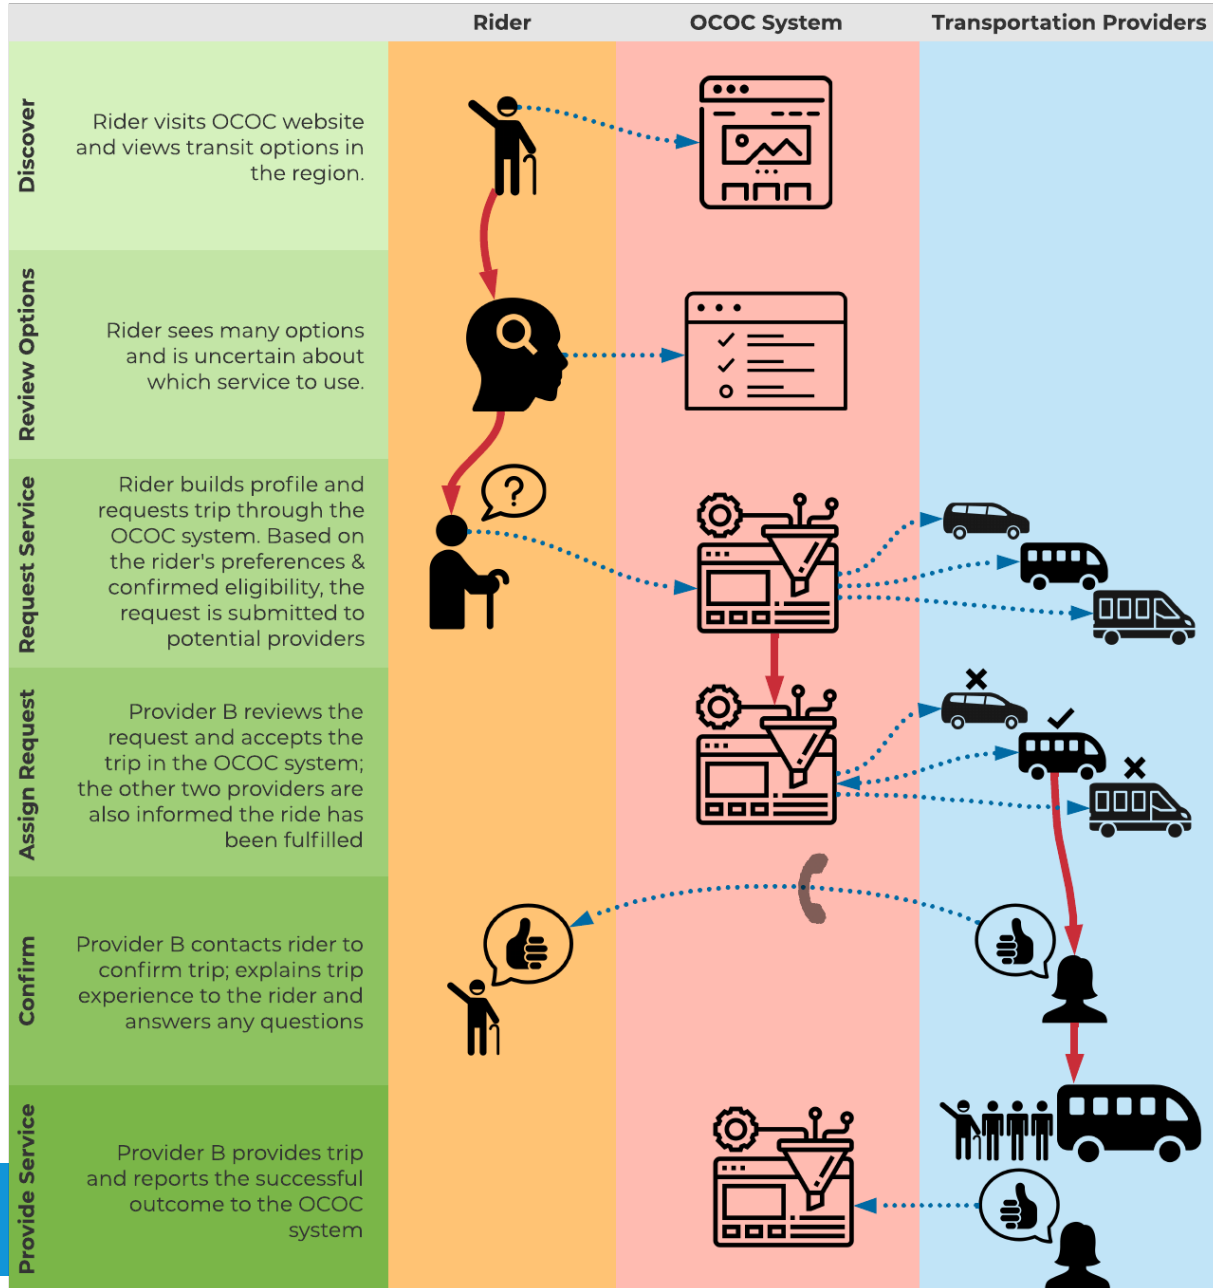 Rider
OCOC System
Transportation Providers
Discover
Rider visits OCOC website
and views transit options in
the region.
Review Options
Rider sees many options
and is uncertain about
which service to use.
Request Service
Rider builds profile and
requests trip through the
OCOC system. Based on
the rider's preferences &
confirmed eligibility, the
request is submitted to
potential providers
?
Assign Request
Provider B reviews the
request and accepts the
trip in the OCOC system;
the other two providers are
also informed the ride has
been fulfilled
Confirm
Provider B contacts rider to
confirm trip; explains trip
experience to the rider and
answers any questions
Provide Service
Provider B provides trip
and reports the successful
outcome to the OCOC
system